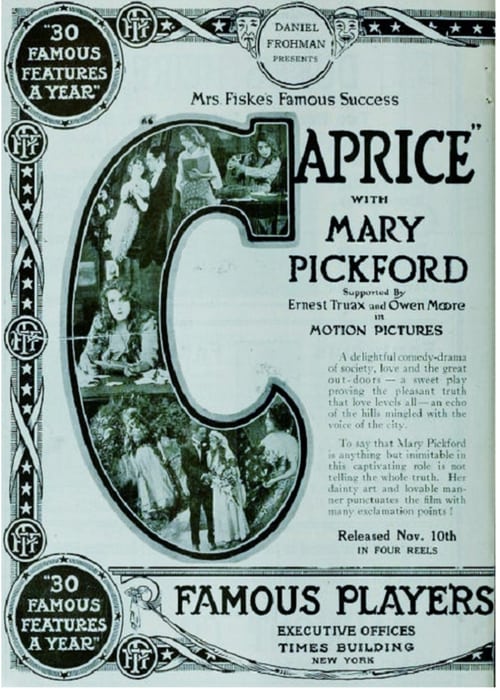 "30
FAMOUS
FEATURES
A YEAR"
DANIEL
FROHMAN
PRESENTS
Mrs. Fiske's Famous Success
"CAPRICE"
WITH
MARY
PICKFORD
Supported By
Ernest Truax and Owen Moore
in
MOTION PICTURES
A delightful comedy-drama
of society, love and the great
out-doors — a sweet play
proving the pleasant truth
that love levels all — an echo
of the hills mingled with the
voice of the city.
To say that Mary Pickford
is anything but inimitable in
this captivating role is not
telling the whole truth. Her
dainty art and lovable man-
ner punctuates the film with
many exclamation points!
Released Nov. 10th
IN FOUR REELS
"30
FAMOUS
FEATURES
A YEAR"
FAMOUS PLAYERS
EXECUTIVE OFFICES
TIMES BUILDING
NEW YORK